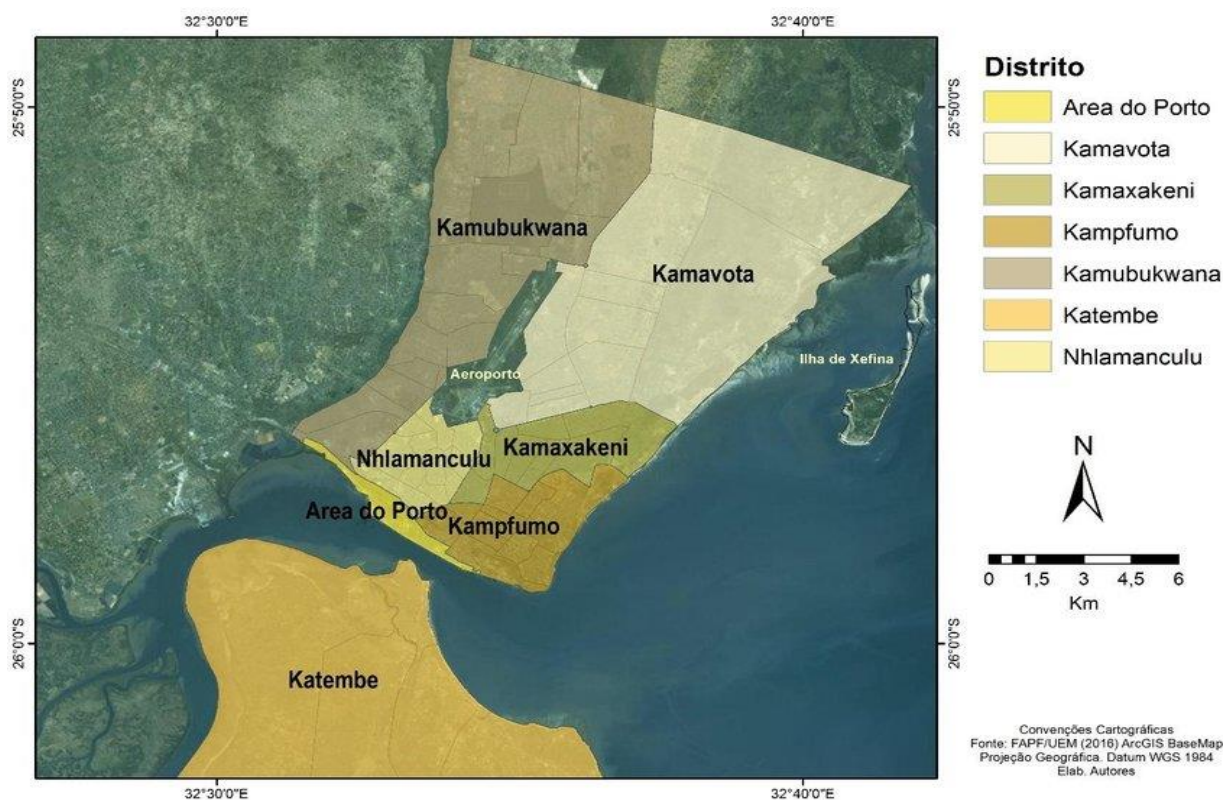 32°30'0"E
32°40'0"E
25°50'0"S
25°50'0"S
Kamubukwana
Kamavota
Aeroporto
Ilha de Xefina
Kamaxakeni
Nhlamanculu
Area do Porto
Kampfumo
26°0'0"S
26°0'0"S
Katembe
32°30'0"E
32°40'0"E
Distrito
Area do Porto
Kamavota
Kamaxakeni
Kampfumo
Kamubukwana
Katembe
Nhlamanculu
N
0 1,5 3 4,5 6
Km
Convenções Cartográficas
Fonte: FAPF/UEM (2016) ArcGIS BaseMap
Projeção Geográfica. Datum WGS 1984
Elab. Autores